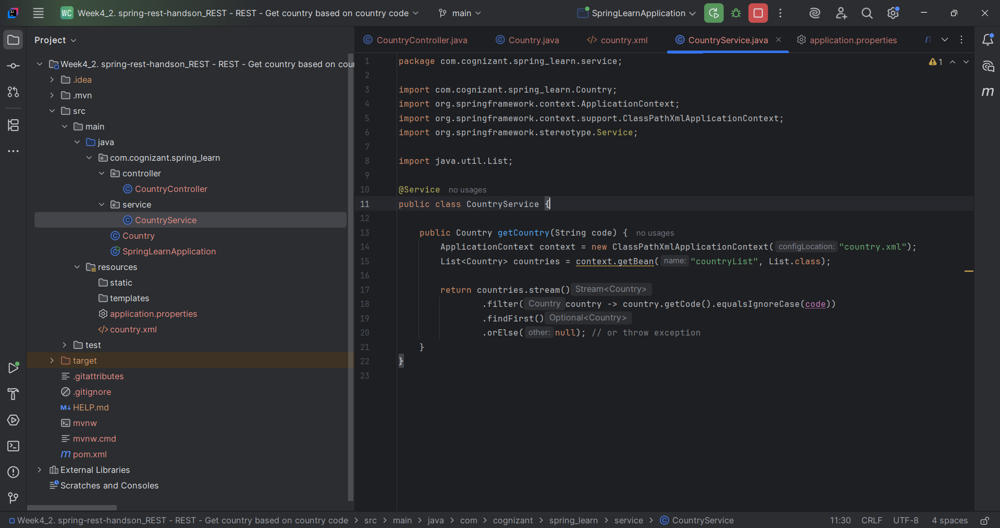 WC Week4_2. spring-rest-handson_REST - REST - Get country based on country code
main
SpringLearnApplication
Project
CountryController.java
Country.java
</> country.xml
CountryService.java
application.properties
Week4_2. spring-rest-handson_REST - REST - Get country based on cou
.idea
.mvn
src
main
java
com.cognizant.spring_learn
controller
CountryController
service
CountryService
Country
SpringLearnApplication
resources
static
templates
application.properties
</> country.xml
test
target
.gitattributes
.gitignore
M↓ HELP.md
mvnw
mvnw.cmd
m pom.xml
External Libraries
Scratches and Consoles
1 package com.cognizant.spring_learn.service;
2
3 import com.cognizant.spring_learn.Country;
4 import org.springframework.context.ApplicationContext;
5 import org.springframework.context.support.ClassPathXmlApplicationContext;
6 import org.springframework.stereotype.Service;
7
8 import java.util.List;
9
10 @Service no usages
11 public class CountryService {
12
13 public Country getCountry(String code) { no usages
14 ApplicationContext context = new ClassPathXmlApplicationContext( configLocation: "country.xml");
15 List<Country> countries = context.getBean( name: "countryList", List.class);
16
17 return countries.stream() Stream<Country>
18 .filter( Country country -> country.getCode().equalsIgnoreCase(code))
19 .findFirst() Optional<Country>
20 .orElse( other: null); // or throw exception
21 }
22 }
23
1
m
Week4_2. spring-rest-handson_REST - REST - Get country based on country code > src > main > java > com > cognizant > spring_learn > service > CountryService
11:30 CRLF UTF-8 4 spaces